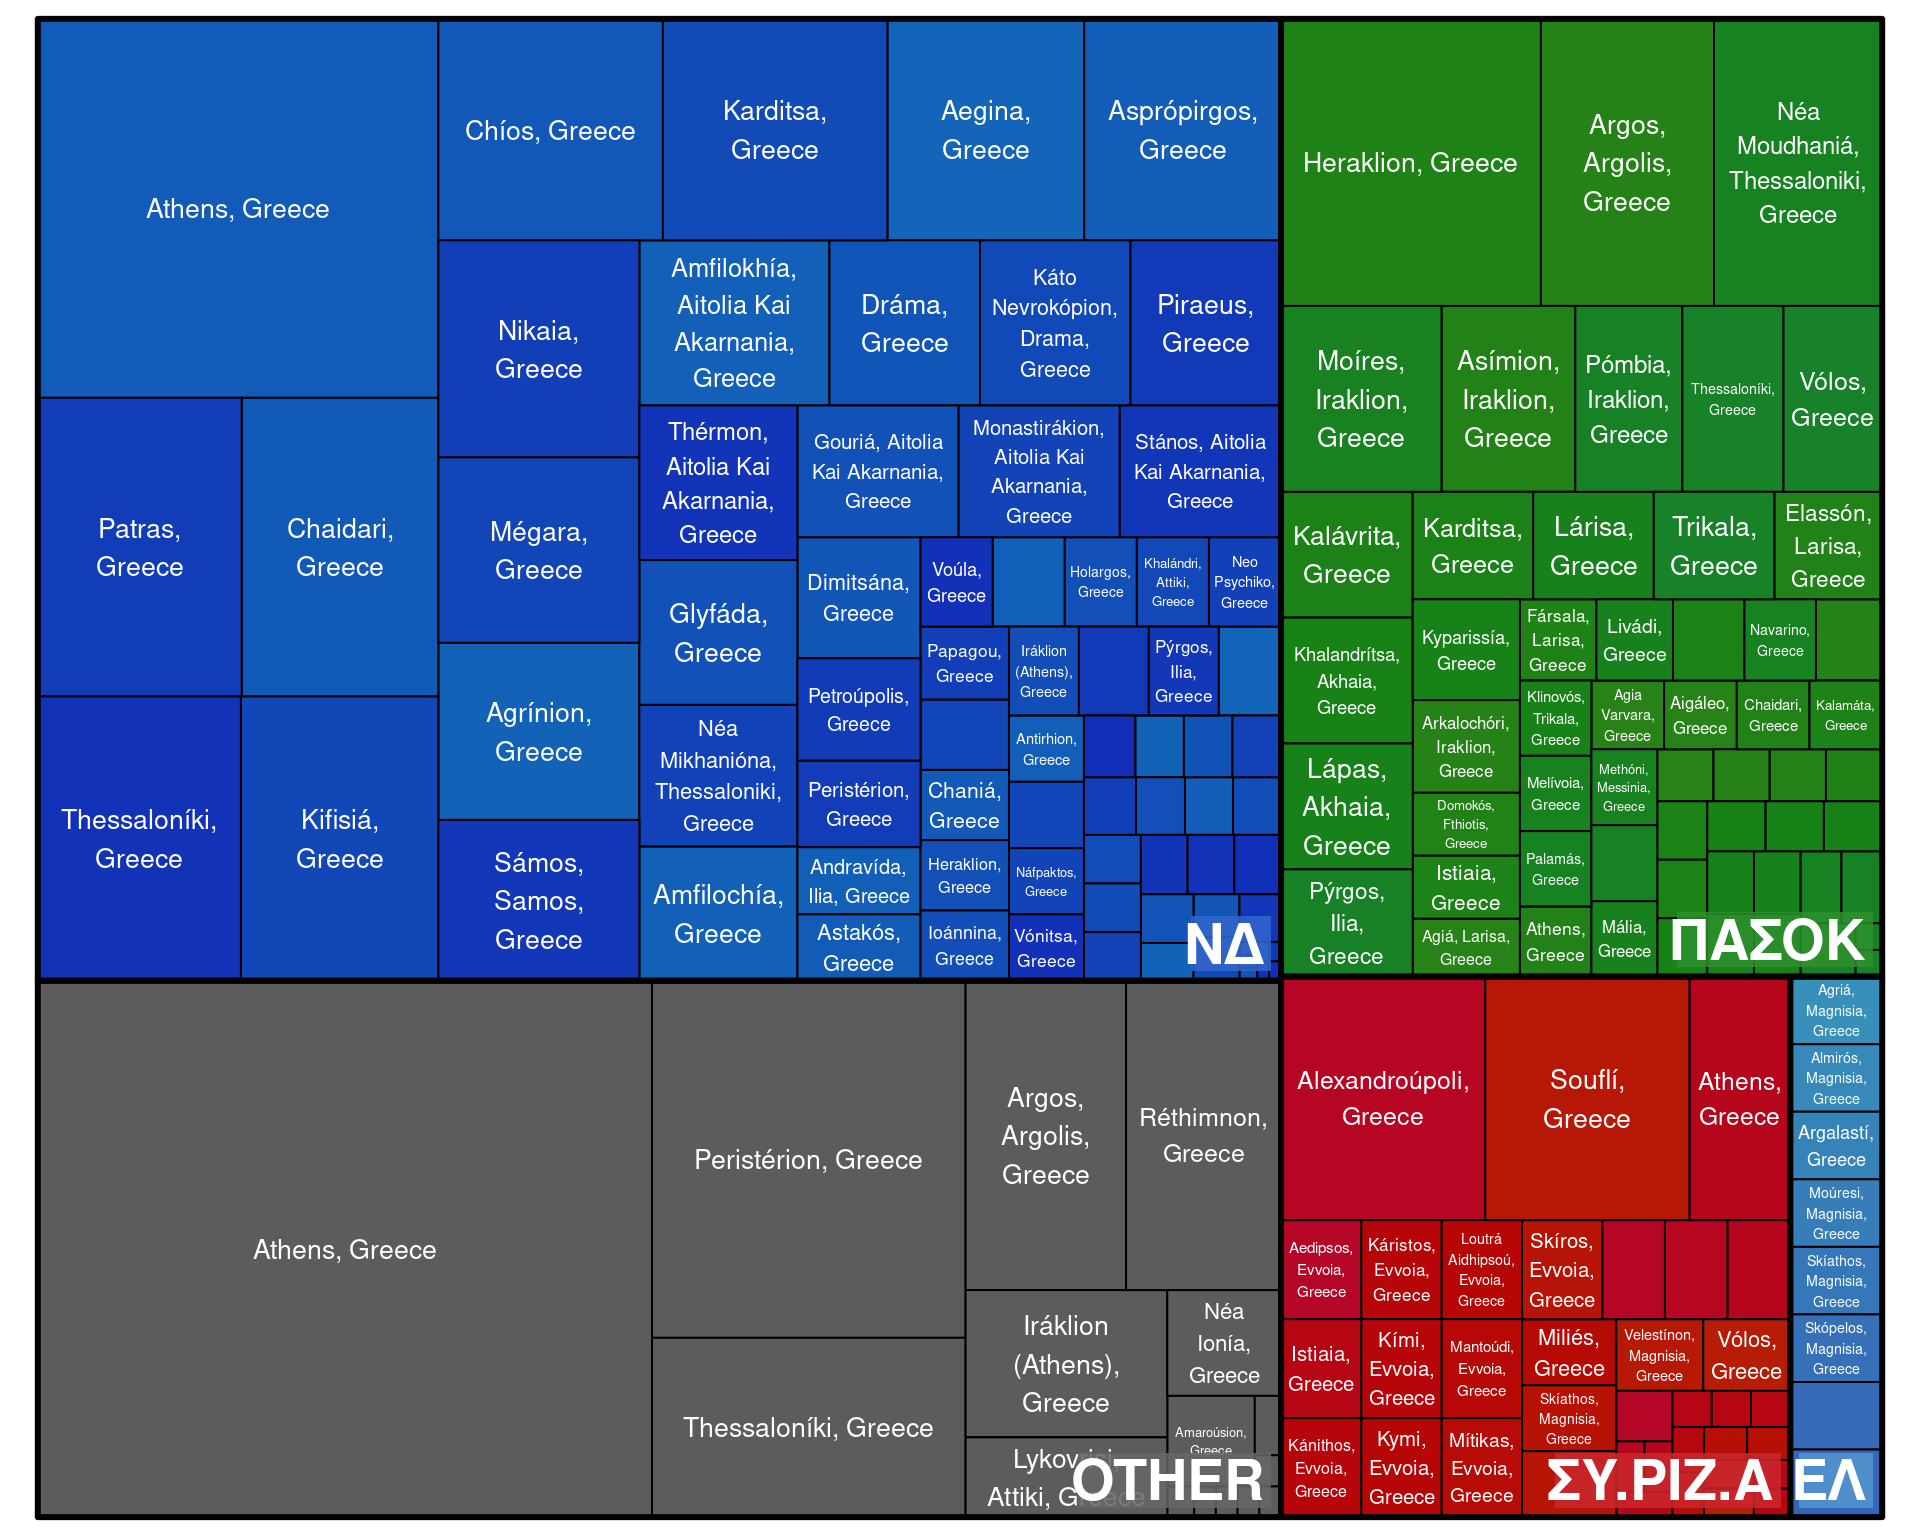 Athens, Greece
Chíos, Greece
Karditsa,
Greece
Aegina,
Greece
Asprópirgos,
Greece
Nikaia,
Greece
Amfilokhía,
Aitolia Kai
Akarnania,
Greece
Dráma,
Greece
Káto
Nevrokópion,
Drama,
Greece
Piraeus,
Greece
Patras,
Greece
Chaidari,
Greece
Mégara,
Greece
Thérmon,
Aitolia Kai
Akarnania,
Greece
Gouriá, Aitolia
Kai Akarnania,
Greece
Monastirákion,
Aitolia Kai
Akarnania,
Greece
Stános, Aitolia
Kai Akarnania,
Greece
Glyfáda,
Greece
Dimitsána,
Greece
Voúla,
Greece
Holargos,
Greece
Khalándri,
Attiki,
Greece
Neo
Psychiko,
Greece
Papagou,
Greece
Iráklion
(Athens),
Greece
Pýrgos,
Ilia,
Greece
Agrínion,
Greece
Petroúpolis,
Greece
Néa
Mikhanióna,
Thessaloniki,
Greece
Antirhion,
Greece
Peristérion,
Greece
Chaniá,
Greece
Thessaloníki,
Greece
Kifisiá,
Greece
Sámos,
Samos,
Greece
Amfilochía,
Greece
Andravída,
Ilia, Greece
Heraklion,
Greece
Náfpaktos,
Greece
Astakós,
Greece
Ioánnina,
Greece
Vónitsa,
Greece
ΝΔ
Heraklion, Greece
Argos,
Argolis,
Greece
Néa
Moudhaniá,
Thessaloniki,
Greece
Moíres,
Iraklion,
Greece
Asímion,
Iraklion,
Greece
Pómbia,
Iraklion,
Greece
Thessaloníki,
Greece
Vólos,
Greece
Kalávrita,
Greece
Karditsa,
Greece
Lárisa,
Greece
Trikala,
Greece
Elassón,
Larisa,
Greece
Khalandrítsa,
Akhaia,
Greece
Kyparissía,
Greece
Fársala,
Larisa,
Greece
Livádi,
Greece
Navarino,
Greece
Arkalochóri,
Iraklion,
Greece
Klinovós,
Trikala,
Greece
Agia
Varvara,
Greece
Aigáleo,
Greece
Chaidari,
Greece
Kalamáta,
Greece
Lápas,
Akhaia,
Greece
Domokós,
Fthiotis,
Greece
Melívoia,
Greece
Methóni,
Messinia,
Greece
Pýrgos,
Ilia,
Greece
Istiaia,
Greece
Palamás,
Greece
Agiá, Larisa,
Greece
Athens,
Greece
Mália,
Greece
ΠΑΣΟΚ
Athens, Greece
Peristérion, Greece
Thessaloníki, Greece
Argos,
Argolis,
Greece
Réthimnon,
Greece
Iráklion
(Athens),
Greece
Néa
Ionía,
Greece
Amaroúsion,
Greece
Attiki,
OTHER
Alexandroúpoli,
Greece
Souflí,
Greece
Athens,
Greece
Aedipsos,
Evvoia,
Greece
Káristos,
Evvoia,
Greece
Loutrá
Aidhipsoú,
Evvoia,
Greece
Skíros,
Evvoia,
Greece
Istiaia,
Greece
Kími,
Evvoia,
Greece
Mantoúdi,
Evvoia,
Greece
Miliés,
Greece
Velestínon,
Magnisia,
Greece
Vólos,
Greece
Skíathos,
Magnisia,
Greece
Kánithos,
Evvoia,
Greece
Kymi,
Evvoia,
Greece
Mítikas,
Evvoia,
Greece
ΣΥ.ΡΙΖ.Α
Agriá,
Magnisia,
Greece
Almirós,
Magnisia,
Greece
Argalastí,
Greece
Moúresi,
Magnisia,
Greece
Skíathos,
Magnisia,
Greece
Skópelos,
Magnisia,
Greece
ΕΛ